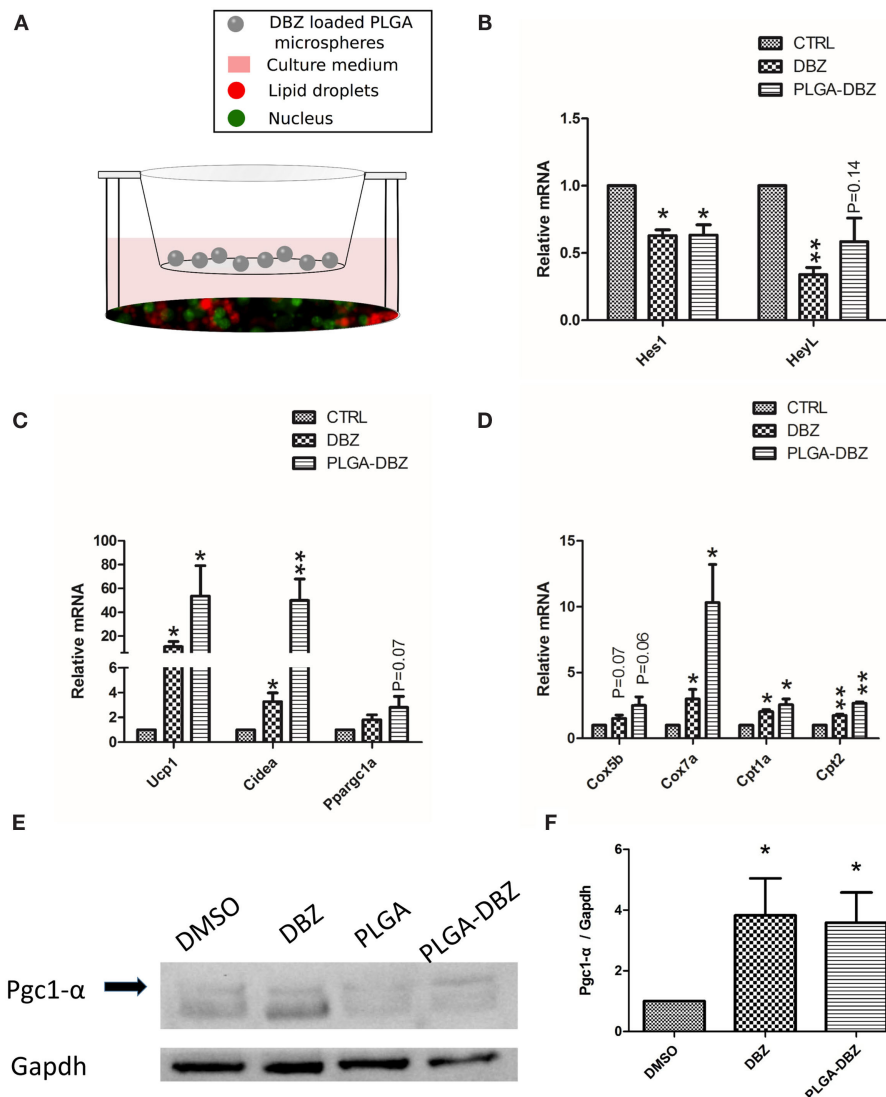 A
DBZ loaded PLGA
microspheres
Culture medium
Lipid droplets
Nucleus
B
CTRL
DBZ
PLGA-DBZ
Relative mRNA
1.5
1.0
0.5
0.0
*
*
**
P=0.14
Hes1
HeyL
C
CTRL
DBZ
PLGA-DBZ
Relative mRNA
100
80
60
40
20
6
4
2
0
*
*
*
**
P=0.07
Ucp1
Cidea
Ppargc1a
D
CTRL
DBZ
PLGA-DBZ
Relative mRNA
15
10
5
0
P=0.07
P=0.06
*
*
*
*
**
**
Cox5b
Cox7a
Cpt1a
Cpt2
E
DMSO
DBZ
PLGA
PLGA-DBZ
Pgc1-α
Gapdh
F
Pgc1-α / Gapdh
6
4
2
0
*
*
DMSO
DBZ
PLGA-DBZ